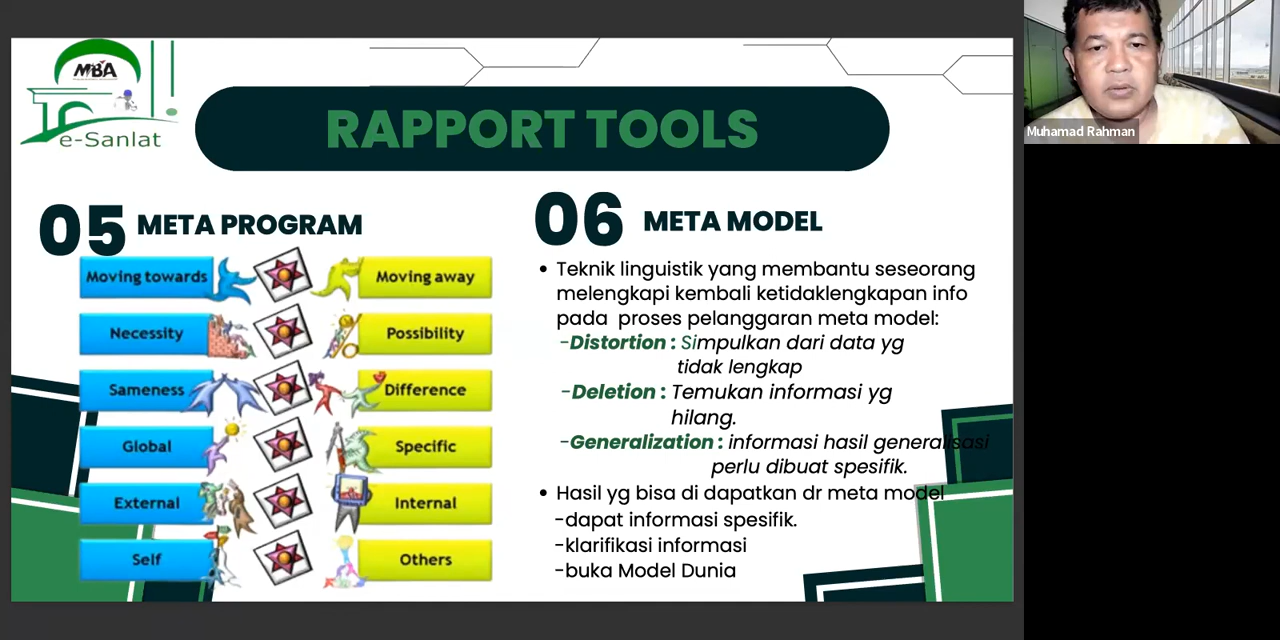 MBA
e-Sanlat
RAPPORT TOOLS
Muhamad Rahman
05 META PROGRAM
Moving towards
Moving away
Necessity
Possibility
Sameness
Difference
Global
Specific
External
Internal
Self
Others
06 META MODEL
• Teknik linguistik yang membantu seseorang
melengkapi kembali ketidaklengkapan info
pada proses pelanggaran meta model:
-Distortion : Simpulkan dari data yg
tidak lengkap
-Deletion : Temukan informasi yg
hilang.
-Generalization : informasi hasil generalisasi
perlu dibuat spesifik.
• Hasil yg bisa di dapatkan dr meta model
-dapat informasi spesifik.
-klarifikasi informasi
-buka Model Dunia